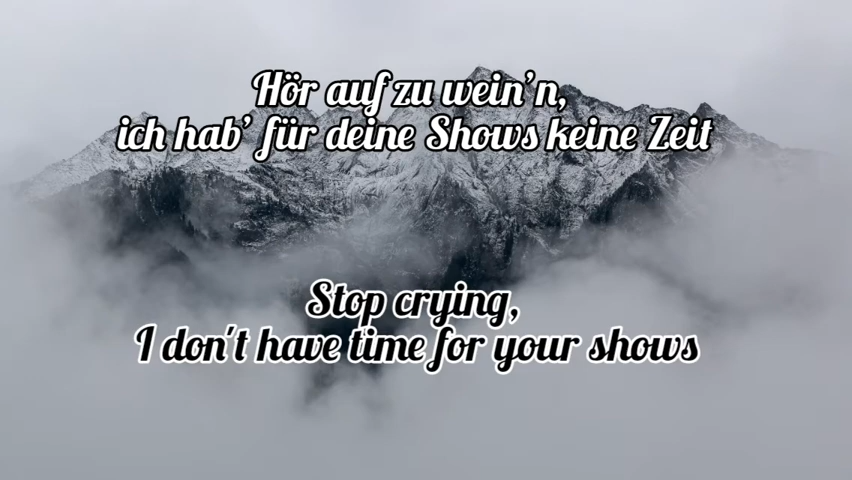 Hör auf zu wein’n,
ich hab’ für deine Shows keine Zeit
Stop crying,
I don't have time for your shows